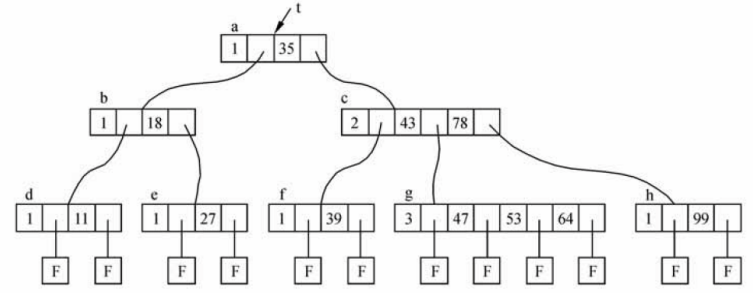 t
a
1 35
b c
1 18 2 43 78
d e f g h
1 11 1 27 1 39 3 47 53 64 1 99
F F F F F F F F F F F F